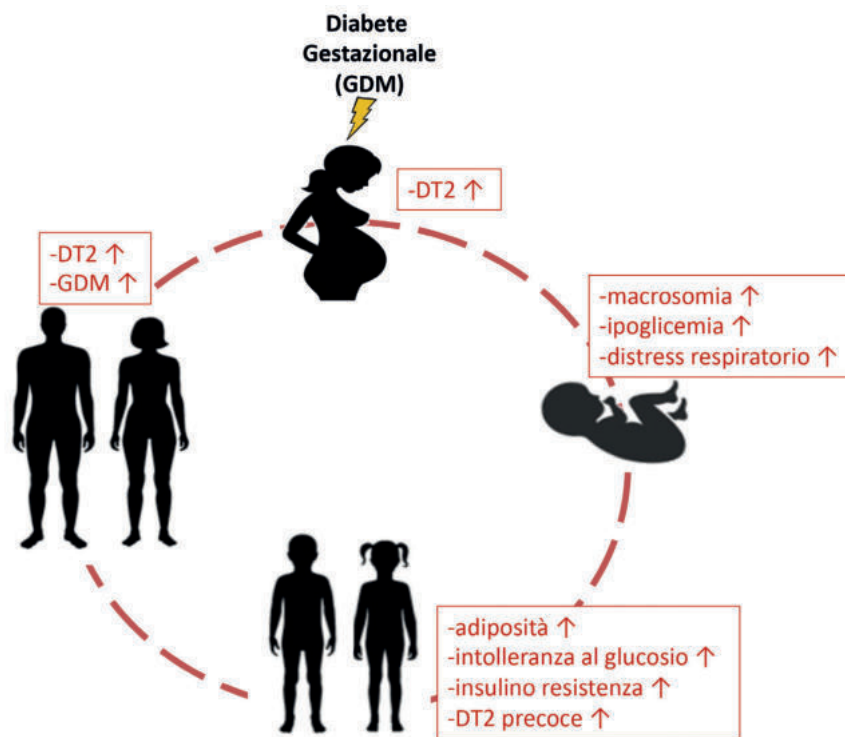 Diabete
Gestazionale
(GDM)
-DT2 ↑
-DT2 ↑
-GDM ↑
-macrosomia ↑
-ipoglicemia ↑
-distress respiratorio ↑
-adiposità ↑
-intolleranza al glucosio ↑
-insulino resistenza ↑
-DT2 precoce ↑